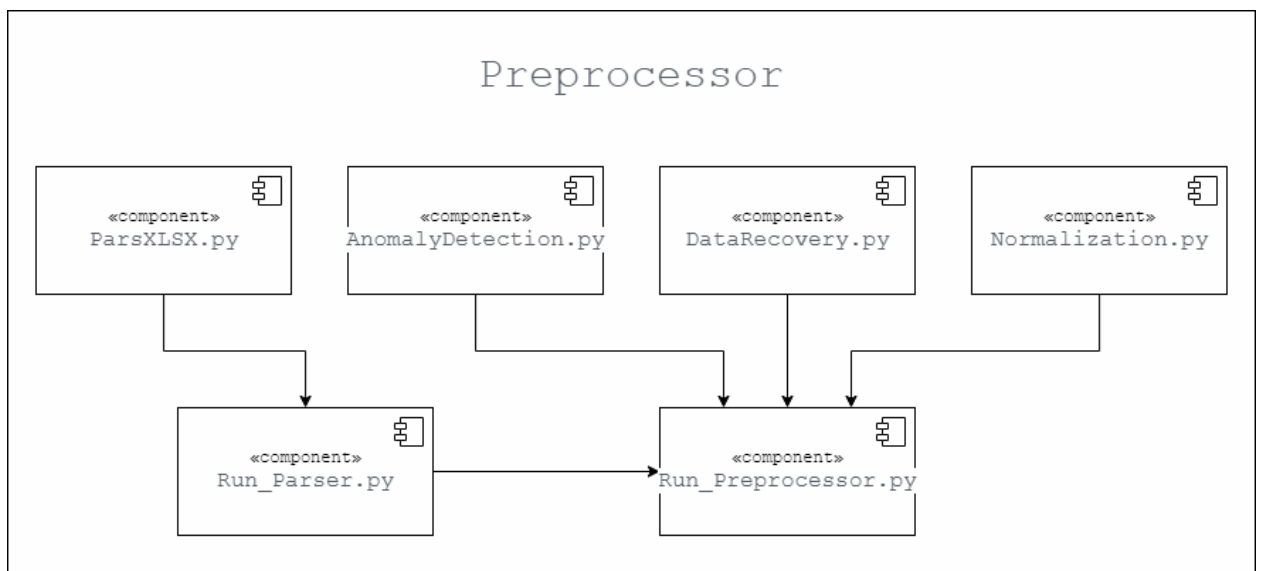 Preprocessor
«component»
ParsXLSX.py
«component»
AnomalyDetection.py
«component»
DataRecovery.py
«component»
Normalization.py
«component»
Run_Parser.py
«component»
Run_Preprocessor.py